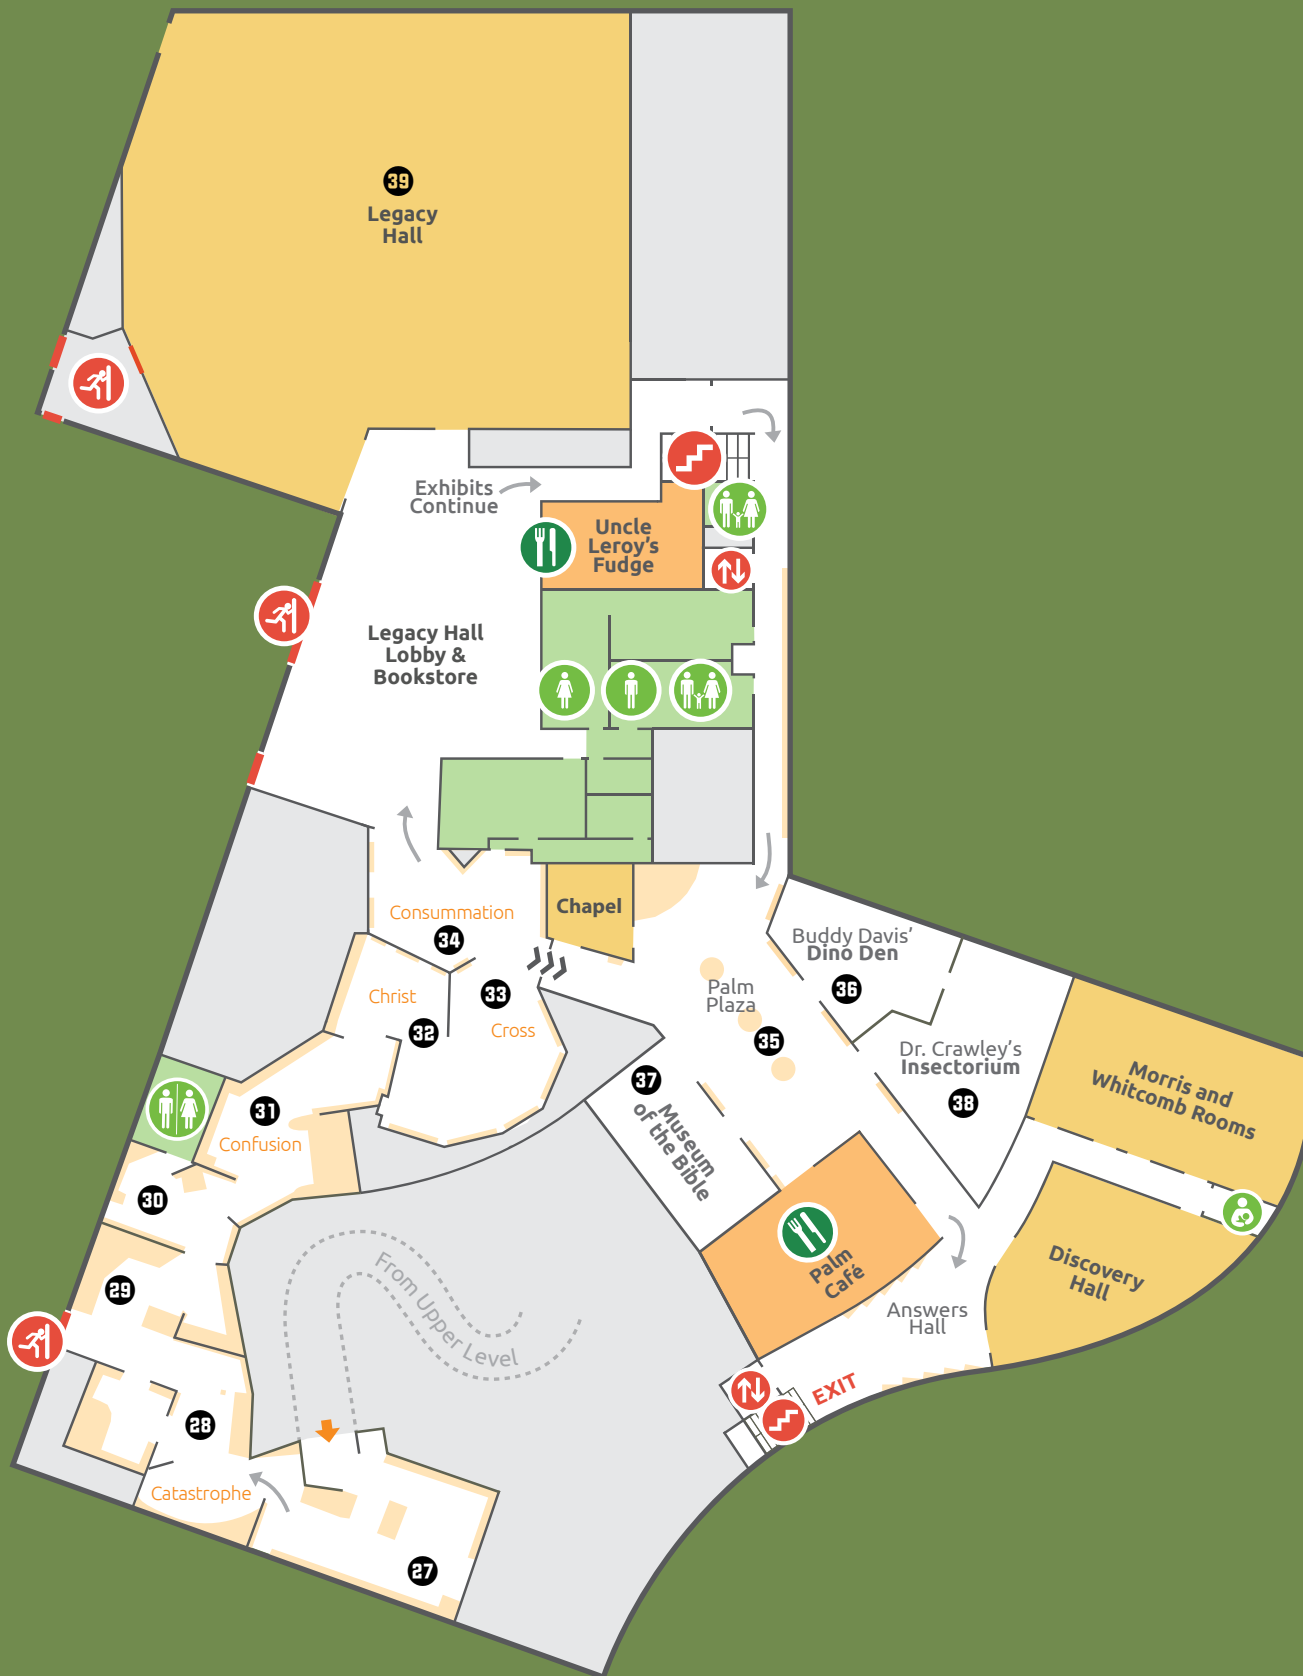 39
Legacy
Hall
Exhibits
Continue
Uncle
Leroy's
Fudge
Legacy Hall
Lobby &
Bookstore
Chapel
Consummation
34
Christ
32
33
Cross
Buddy Davis'
Dino Den
36
Palm
Plaza
35
Dr. Crawley's
Insectorium
38
Morris and
Whitcomb Rooms
37
Museum
of the Bible
31
Confusion
30
29
From Upper Level
Palm
Café
Discovery
Hall
Answers
Hall
EXIT
28
Catastrophe
27